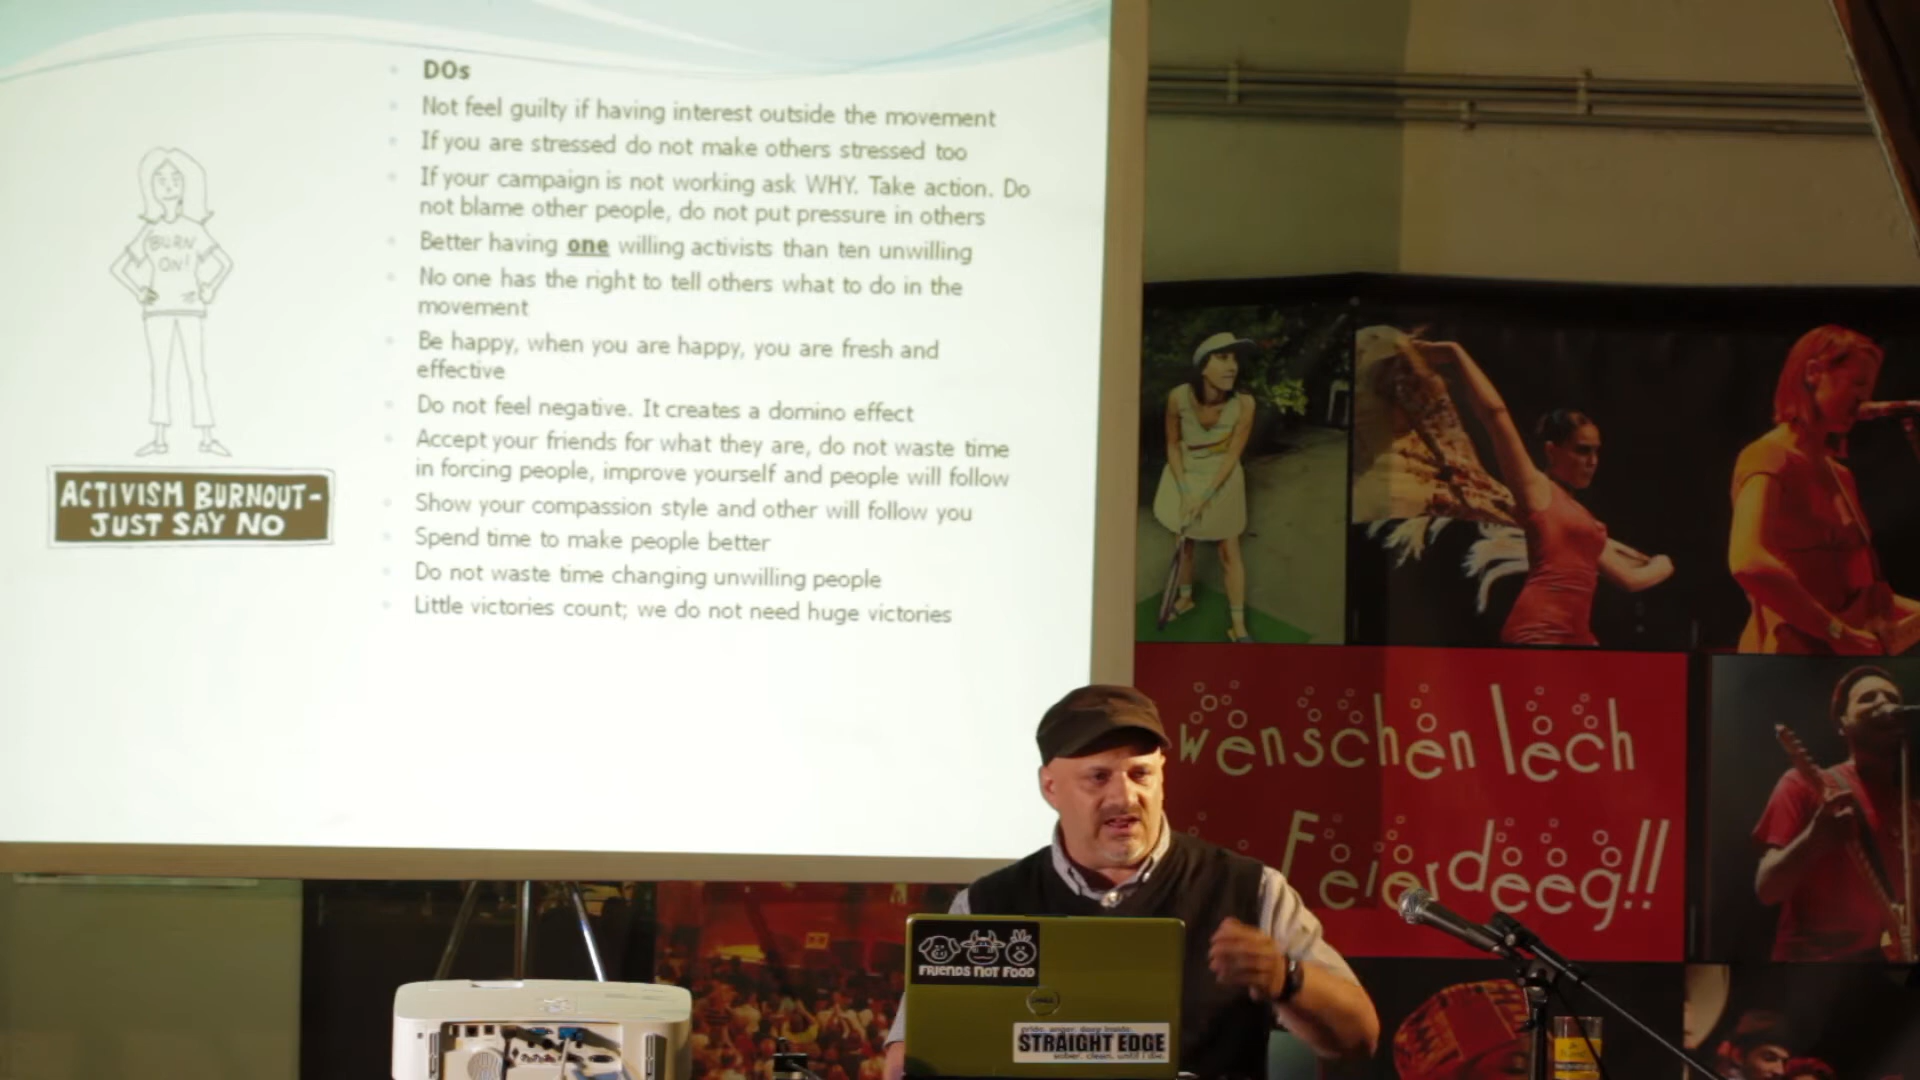 DOs
Not feel guilty if having interest outside the movement
If you are stressed do not make others stressed too
If your campaign is not working ask WHY. Take action. Do
not blame other people, do not put pressure in others
Better having one willing activists than ten unwilling
No one has the right to tell others what to do in the
movement
Be happy, when you are happy, you are fresh and
effective
Do not feel negative. It creates a domino effect
Accept your friends for what they are, do not waste time
in forcing people, improve yourself and people will follow
Show your compassion style and other will follow you
Spend time to make people better
Do not waste time changing unwilling people
Little victories count; we do not need huge victories
BURN
ON!
ACTIVISM BURNOUT-
JUST SAY NO
wenschen lech
Feierdeeg!!
FRIENDS NOT FOOD
DELL
STRAIGHT EDGE
sober. clean. until i die.